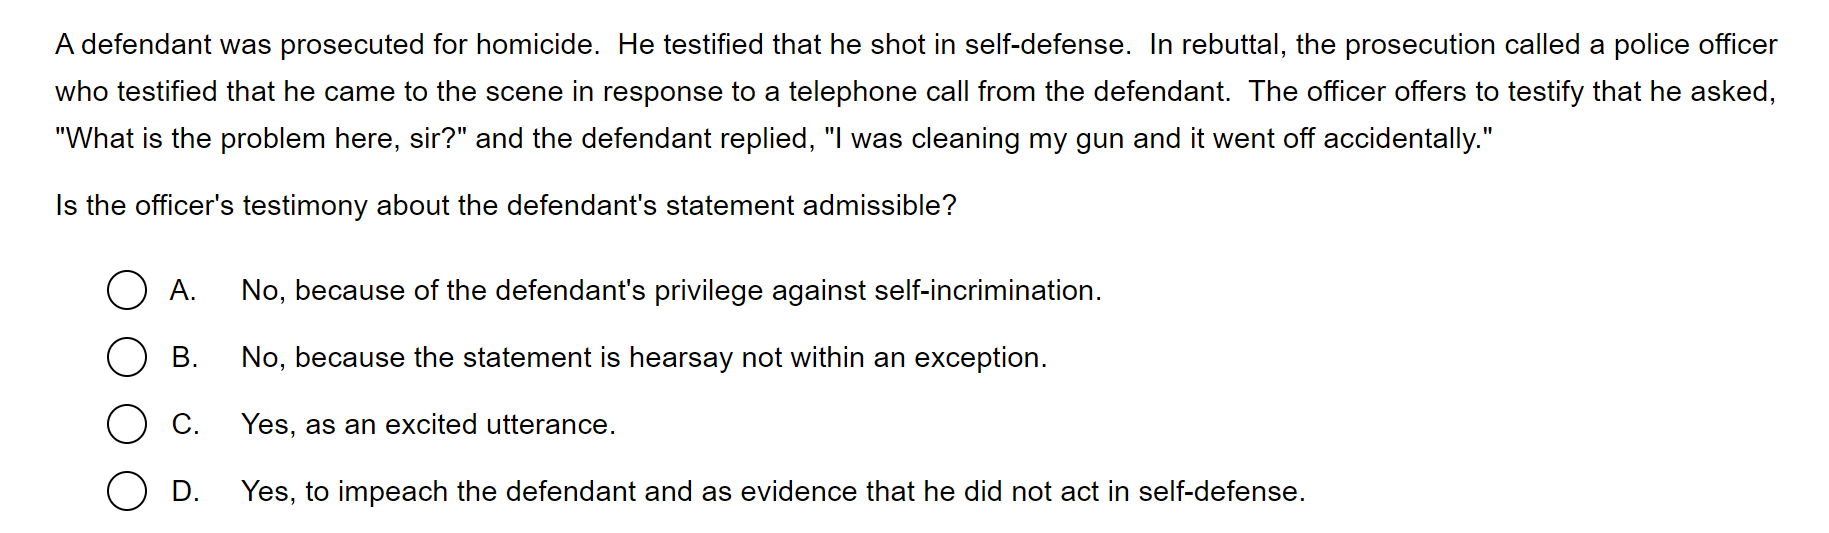 A defendant was prosecuted for homicide.  He testified that he shot in self-defense.  In rebuttal, the prosecution called a police officer
who testified that he came to the scene in response to a telephone call from the defendant.  The officer offers to testify that he asked,
"What is the problem here, sir?" and the defendant replied, "I was cleaning my gun and it went off accidentally."
Is the officer's testimony about the defendant's statement admissible?
A. No, because of the defendant's privilege against self-incrimination.
B. No, because the statement is hearsay not within an exception.
C. Yes, as an excited utterance.
D. Yes, to impeach the defendant and as evidence that he did not act in self-defense.